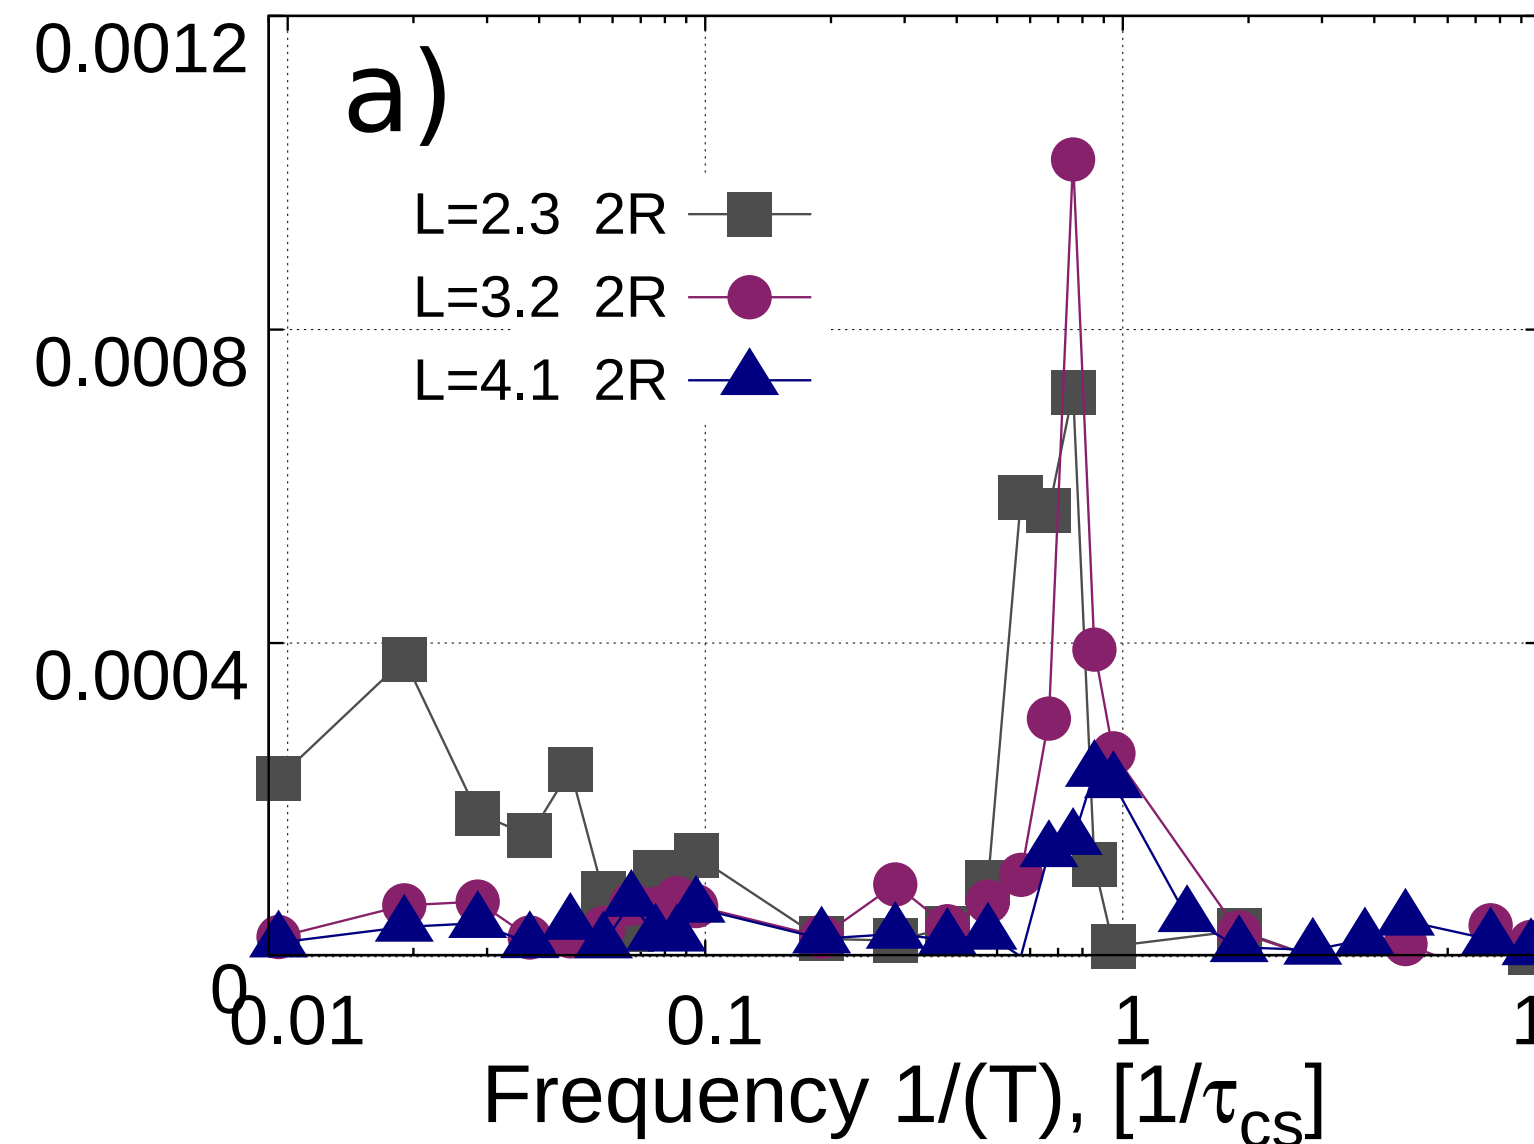 0.0012
a)
L=2.3 2R
L=3.2 2R
0.0008
L=4.1 2R
0.0004
0
0.01 0.1 1 1
Frequency 1/(T), [1/τcs]